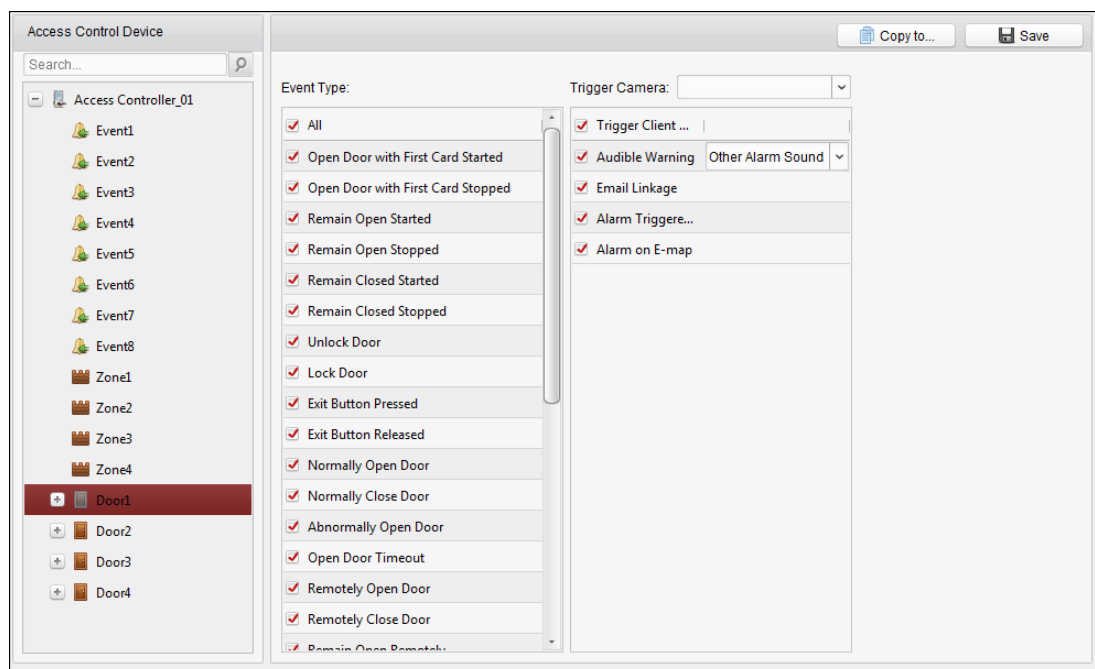 Access Control Device
Copy to...
Save
Search...
Access Controller_01
Event1
Event2
Event3
Event4
Event5
Event6
Event7
Event8
Zone1
Zone2
Zone3
Zone4
Door1
Door2
Door3
Door4
Event Type:
All
Open Door with First Card Started
Open Door with First Card Stopped
Remain Open Started
Remain Open Stopped
Remain Closed Started
Remain Closed Stopped
Unlock Door
Lock Door
Exit Button Pressed
Exit Button Released
Normally Open Door
Normally Close Door
Abnormally Open Door
Open Door Timeout
Remotely Open Door
Remotely Close Door
Remain Open Remotely
Trigger Camera:
Trigger Client ...
Audible Warning Other Alarm Sound
Email Linkage
Alarm Triggere...
Alarm on E-map